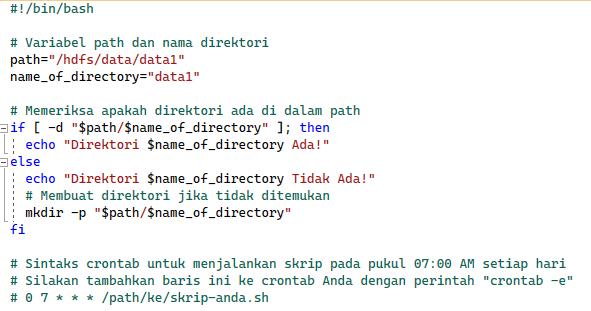 #!/bin/bash
# Variabel path dan nama direktori
path="/hdfs/data/data1"
name_of_directory="data1"
# Memeriksa apakah direktori ada di dalam path
if [ -d "$path/$name_of_directory" ]; then
echo "Direktori $name_of_directory Ada!"
else
echo "Direktori $name_of_directory Tidak Ada!"
# Membuat direktori jika tidak ditemukan
mkdir -p "$path/$name_of_directory"
fi
# Sintaks crontab untuk menjalankan skrip pada pukul 07:00 AM setiap hari
# Silakan tambahkan baris ini ke crontab Anda dengan perintah "crontab -e"
# 0 7 * * * /path/ke/skrip-anda.sh